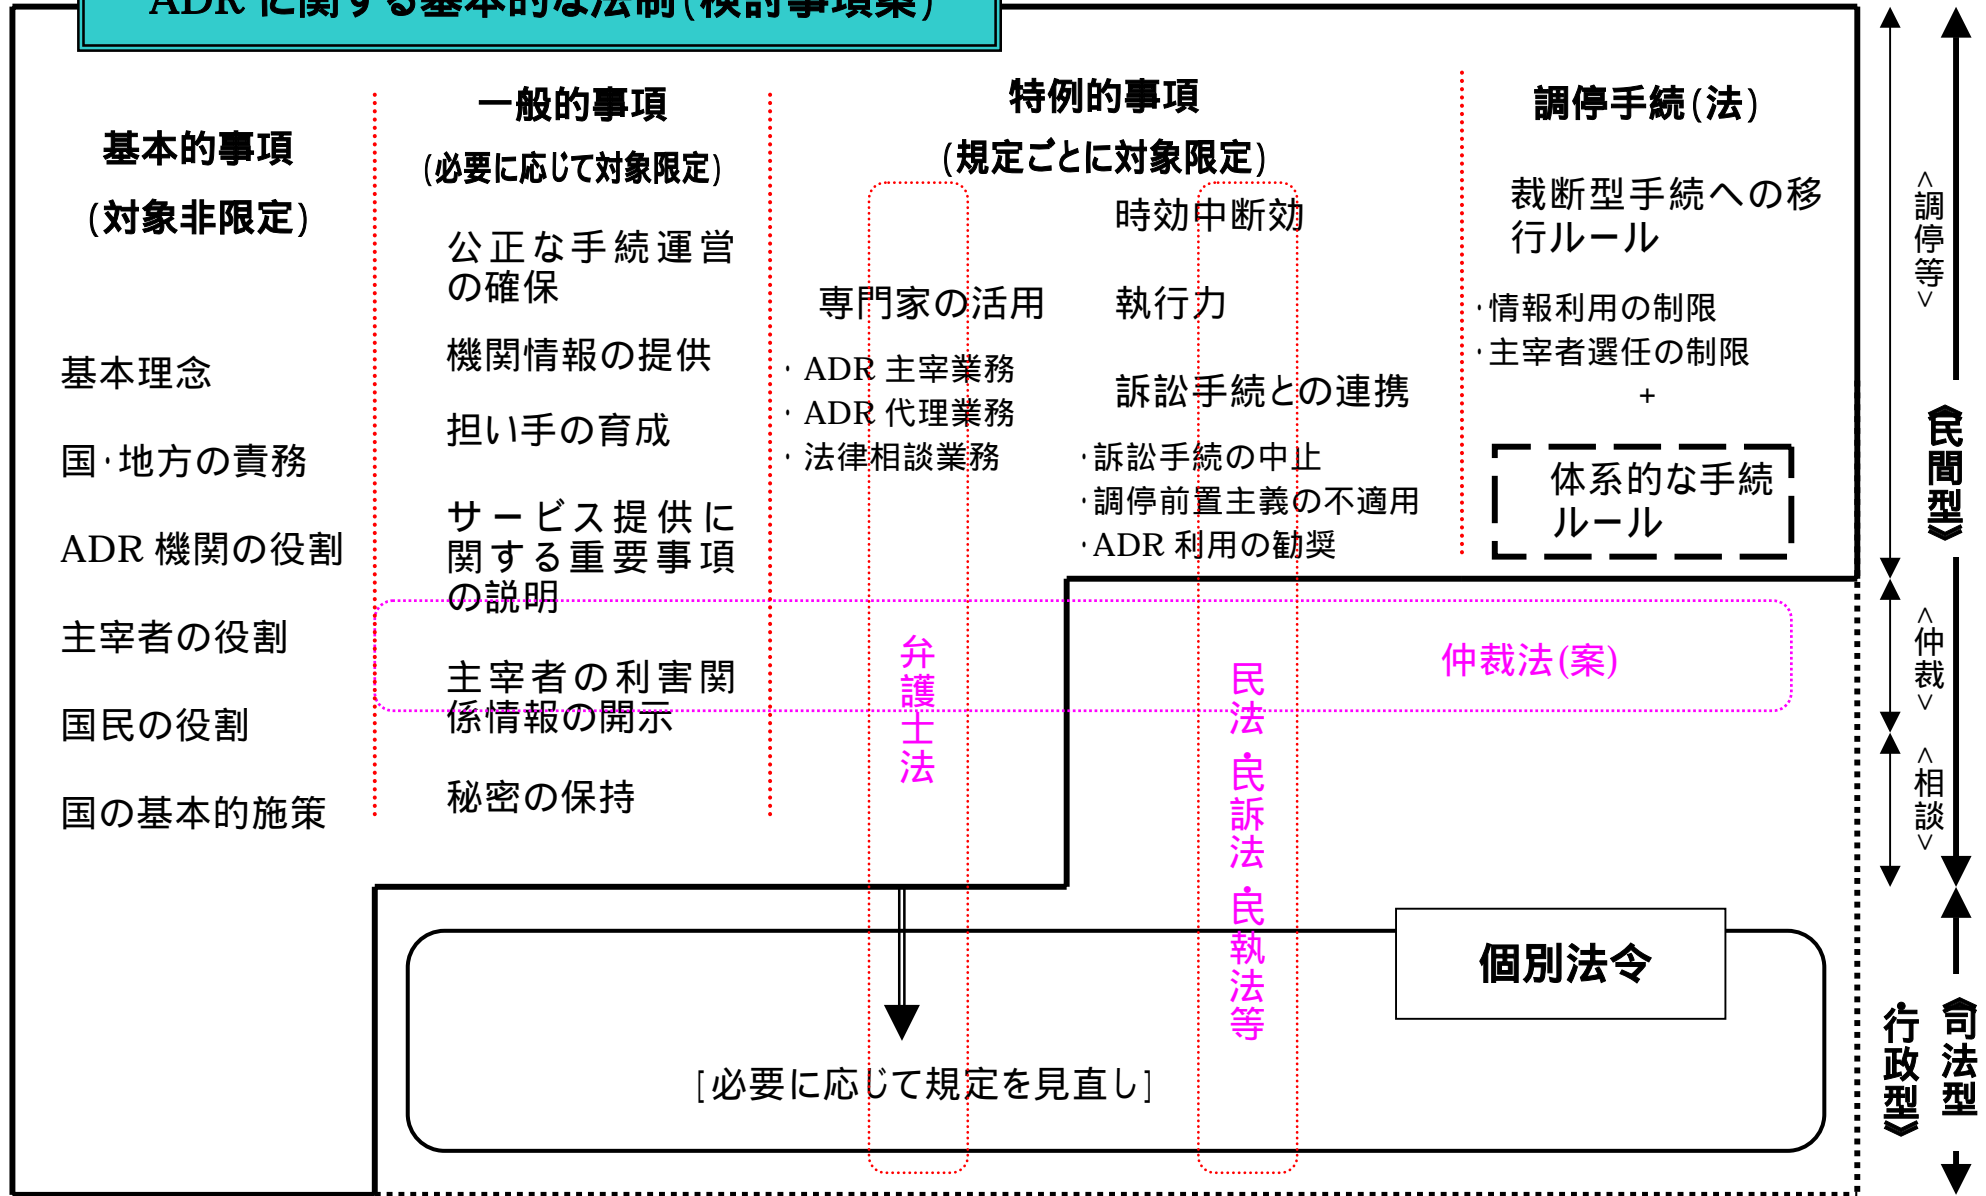 ADR に関する基本的な法制(検討事項案)
基本的事項
(対象非限定)
基本理念
国・地方の責務
ADR 機関の役割
主宰者の役割
国民の役割
国の基本的施策
一般的事項
(必要に応じて対象限定)
公正な手続運営
の確保
機関情報の提供
担い手の育成
サービス提供に
関する重要事項
の説明
主宰者の利害関
係情報の開示
秘密の保持
特例的事項
(規定ごとに対象限定)
専門家の活用
・ADR 主宰業務
・ADR 代理業務
・法律相談業務
時効中断効
執行力
訴訟手続との連携
・訴訟手続の中止
・調停前置主義の不適用
・ADR 利用の勧奨
調停手続(法)
裁断型手続への移
行ルール
・情報利用の制限
・主宰者選任の制限
+
体系的な手続
ルール
弁護士法
民法・民訴法・民執法等
仲裁法(案)
個別法令
[必要に応じて規定を見直し]
<調停等>
<仲裁>
<相談>
《民間型》
《司法型
・行政型》